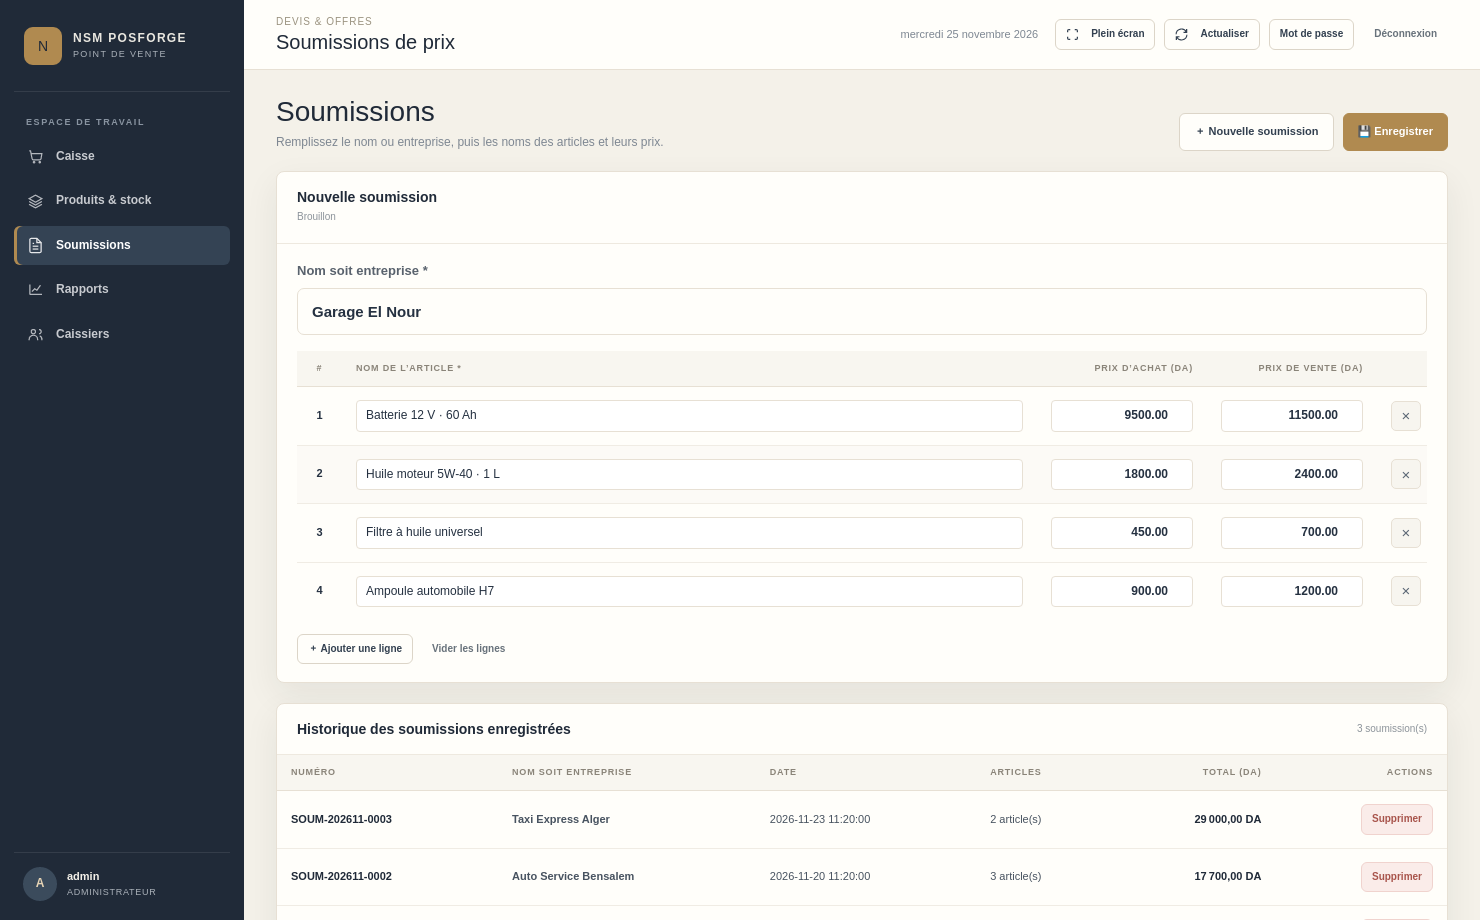 N
NSM POSFORGE
POINT DE VENTE
ESPACE DE TRAVAIL
Caisse
Produits & stock
Soumissions
Rapports
Caissiers
A
admin
ADMINISTRATEUR
DEVIS & OFFRES
Soumissions de prix
mercredi 25 novembre 2026
Plein écran
Actualiser
Mot de passe
Déconnexion
Soumissions
Remplissez le nom ou entreprise, puis les noms des articles et leurs prix.
+ Nouvelle soumission
💾 Enregistrer
Nouvelle soumission
Brouillon
Nom soit entreprise *
Garage El Nour
# NOM DE L'ARTICLE * PRIX D'ACHAT (DA) PRIX DE VENTE (DA)
1 Batterie 12 V · 60 Ah 9500.00 11500.00 ×
2 Huile moteur 5W-40 · 1 L 1800.00 2400.00 ×
3 Filtre à huile universel 450.00 700.00 ×
4 Ampoule automobile H7 900.00 1200.00 ×
+ Ajouter une ligne Vider les lignes
Historique des soumissions enregistrées 3 soumission(s)
NUMÉRO NOM SOIT ENTREPRISE DATE ARTICLES TOTAL (DA) ACTIONS
SOUM-202611-0003 Taxi Express Alger 2026-11-23 11:20:00 2 article(s) 29 000,00 DA Supprimer
SOUM-202611-0002 Auto Service Bensalem 2026-11-20 11:20:00 3 article(s) 17 700,00 DA Supprimer